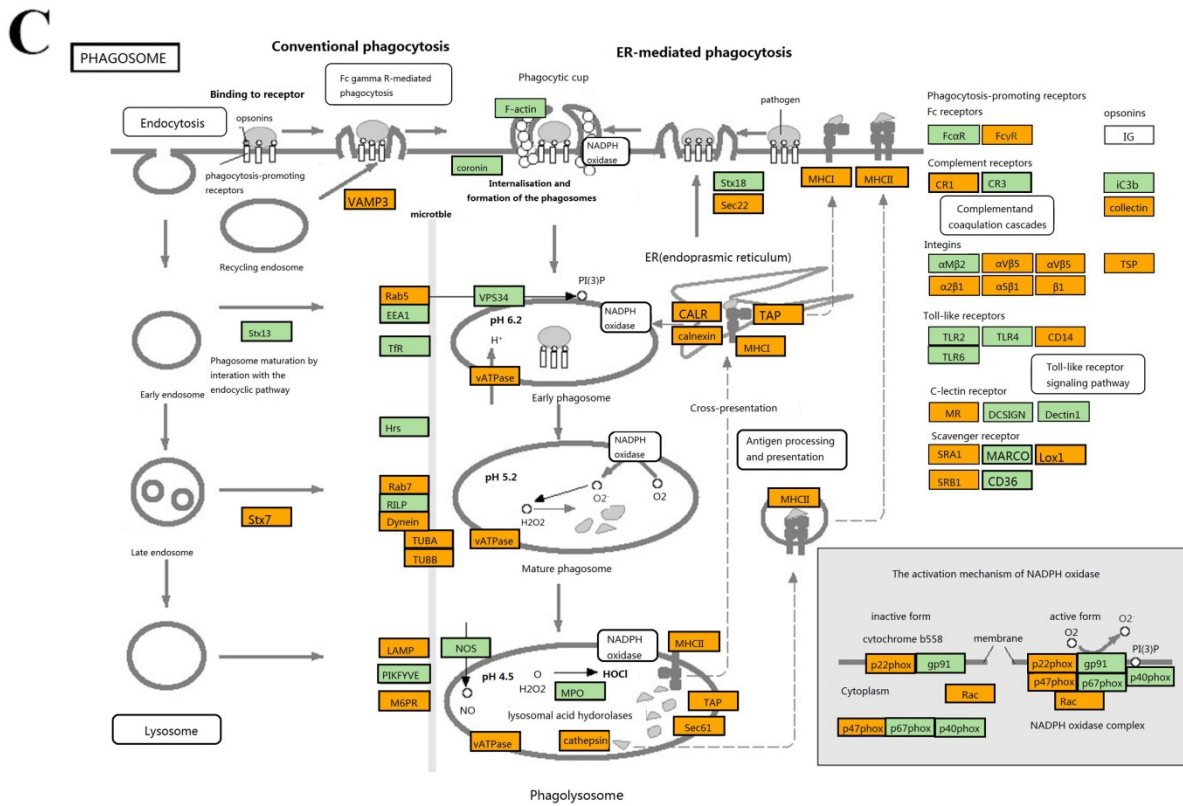 C
PHAGOSOME
Conventional phagocytosis
ER-mediated phagocytosis
Endocytosis
Binding to receptor
opsonins
Fc gamma R-mediated
phagocytosis
Phagocytic cup
F-actin
NADPH
oxidase
pathogen
phagocytosis-promoting
receptors
coronin
Internalisation and
formation of the phagosomes
Stx18
Sec22
MHCI
MHCII
VAMP3
microtble
Recycling endosome
ER(endoprasmic reticulum)
Phagocytosis-promoting receptors
Fc receptors
opsonins
FcαR
FcγR
IG
Complement receptors
CR1
CR3
iC3b
collectin
Complementand
coaqulation cascades
Integins
αMβ2
αVβ5
αVβ5
TSP
α2β1
α5β1
β1
Toll-like receptors
TLR2
TLR4
CD14
TLR6
Toll-like receptor
signaling pathway
C-lectin receptor
MR
DCSIGN
Dectin1
Scavenger receptor
SRA1
MARCO
Lox1
SRB1
CD36
Stx13
Phagosome maturation by
interation with the
endocyclic pathway
Early endosome
Rab5
EEA1
TfR
VPS34
PI(3)P
pH 6.2
H+
NADPH
oxidase
vATPase
Early phagosome
CALR
calnexin
TAP
MHCI
Cross-presentation
Hrs
Antigen processing
and presentation
Stx7
Late endosome
Rab7
RILP
Dynein
TUBA
TUBB
NADPH
oxidase
pH 5.2
O2-
O2
H2O2
vATPase
Mature phagosome
MHCII
LAMP
PIKFYVE
M6PR
NOS
NADPH
oxidase
MHCII
pH 4.5
O
H2O2
HOCl
MPO
NO
lysosomal acid hydorolases
TAP
Sec61
vATPase
cathepsin
Lysosome
Phagolysosome
The activation mechanism of NADPH oxidase
inactive form
active form
cytochrome b558
membrane
O2
O2-
PI(3)P
p22phox
gp91
p22phox
gp91
p40phox
p47phox
p67phox
Cytoplasm
Rac
Rac
p47phox
p67phox
p40phox
NADPH oxidase complex